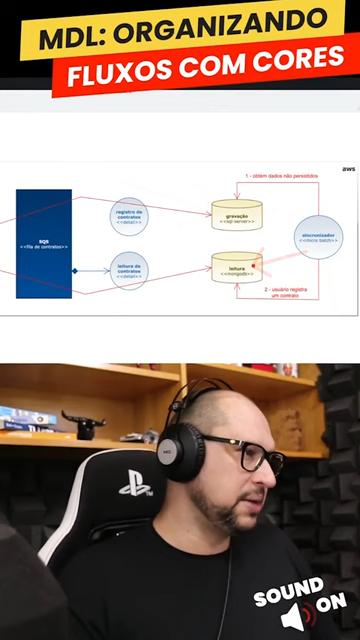 MDL: ORGANIZANDO
FLUXOS COM CORES
aws
1 - obtém dados não persistidos
registro de
contratos
<<detail>>
gravação
<<sql server>>
SQS
<<fila de contratos>>
sincronizador
<<micro batch>>
leitura de
contratos
<<detail>>
leitura
<<mongodb>>
2 - usuário registra
um contrato
SOUND
ON